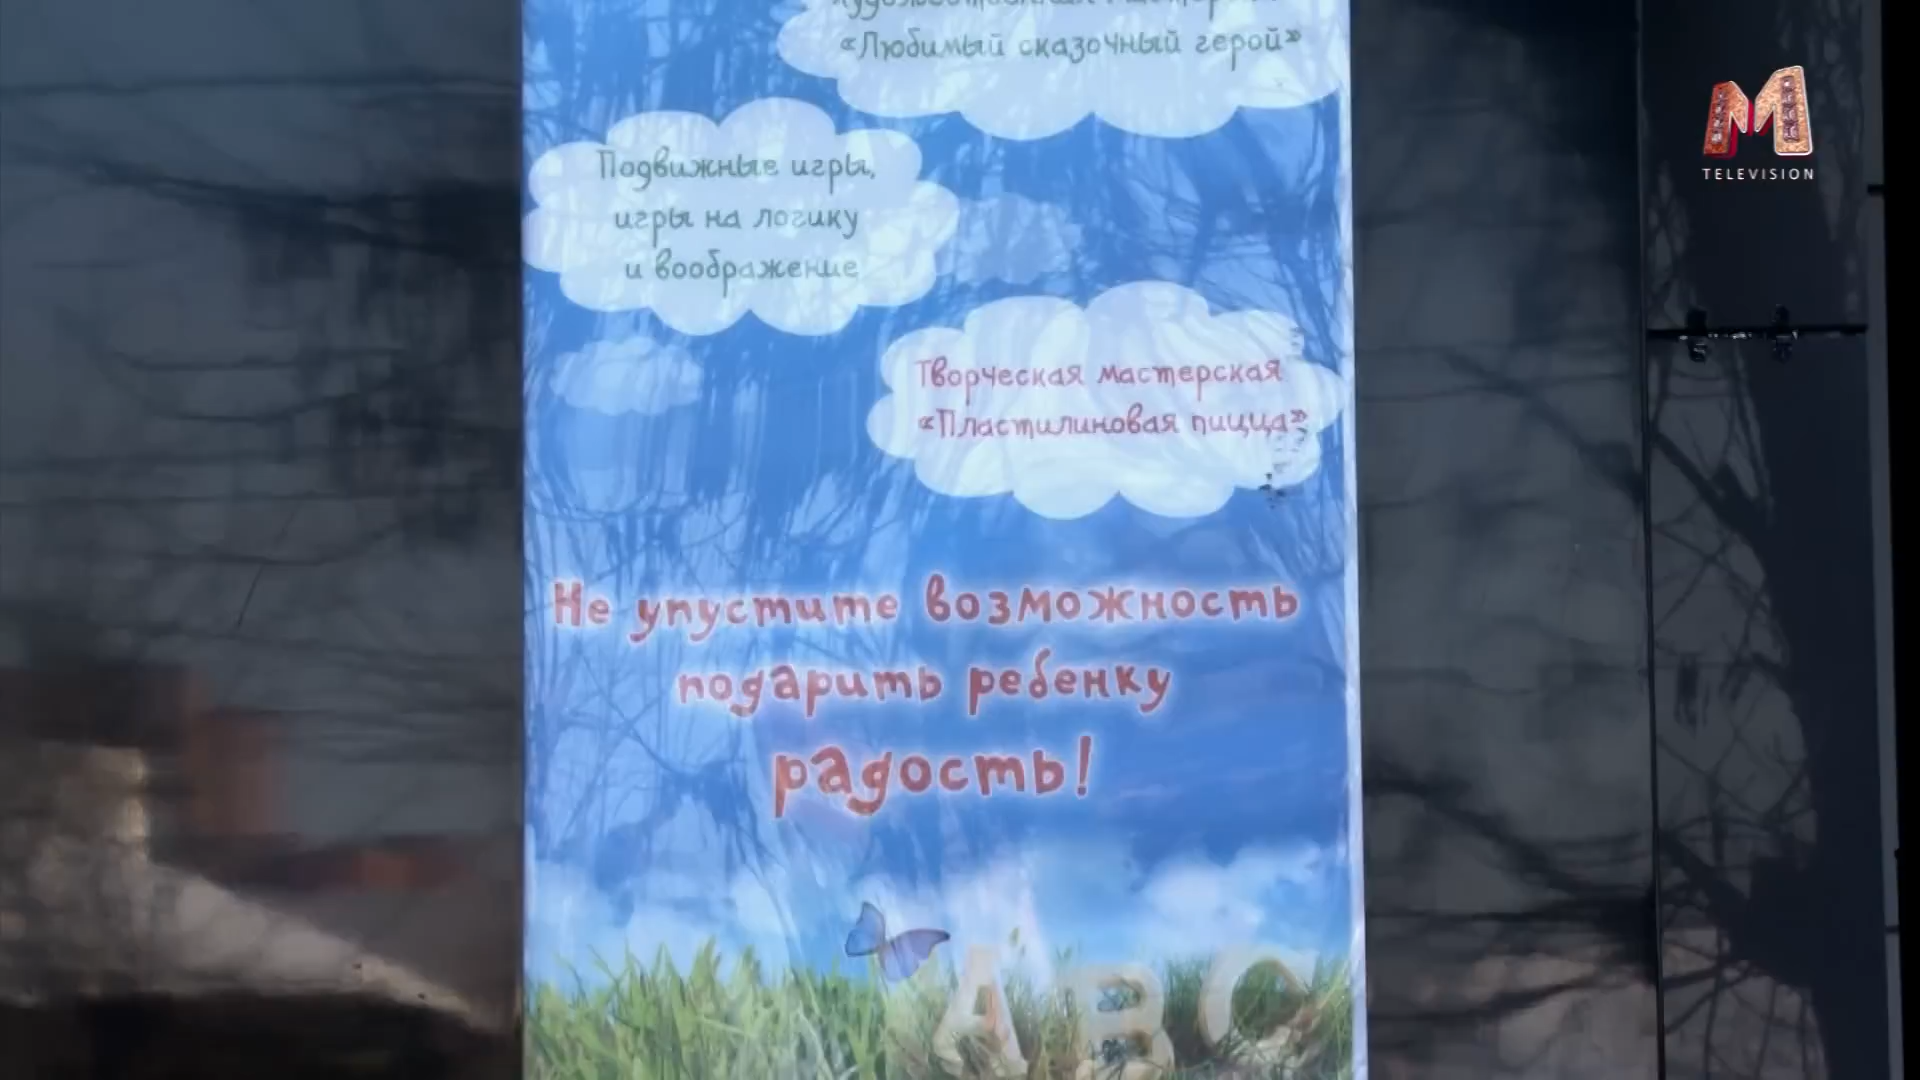 «Любимый сказочный герой»
Подвижные игры,
игры на логику
и воображение
Творческая мастерская
«Пластилиновая пицца»
Не упустите возможность
подарить ребенку
радость!
ABC
M
TELEVISION